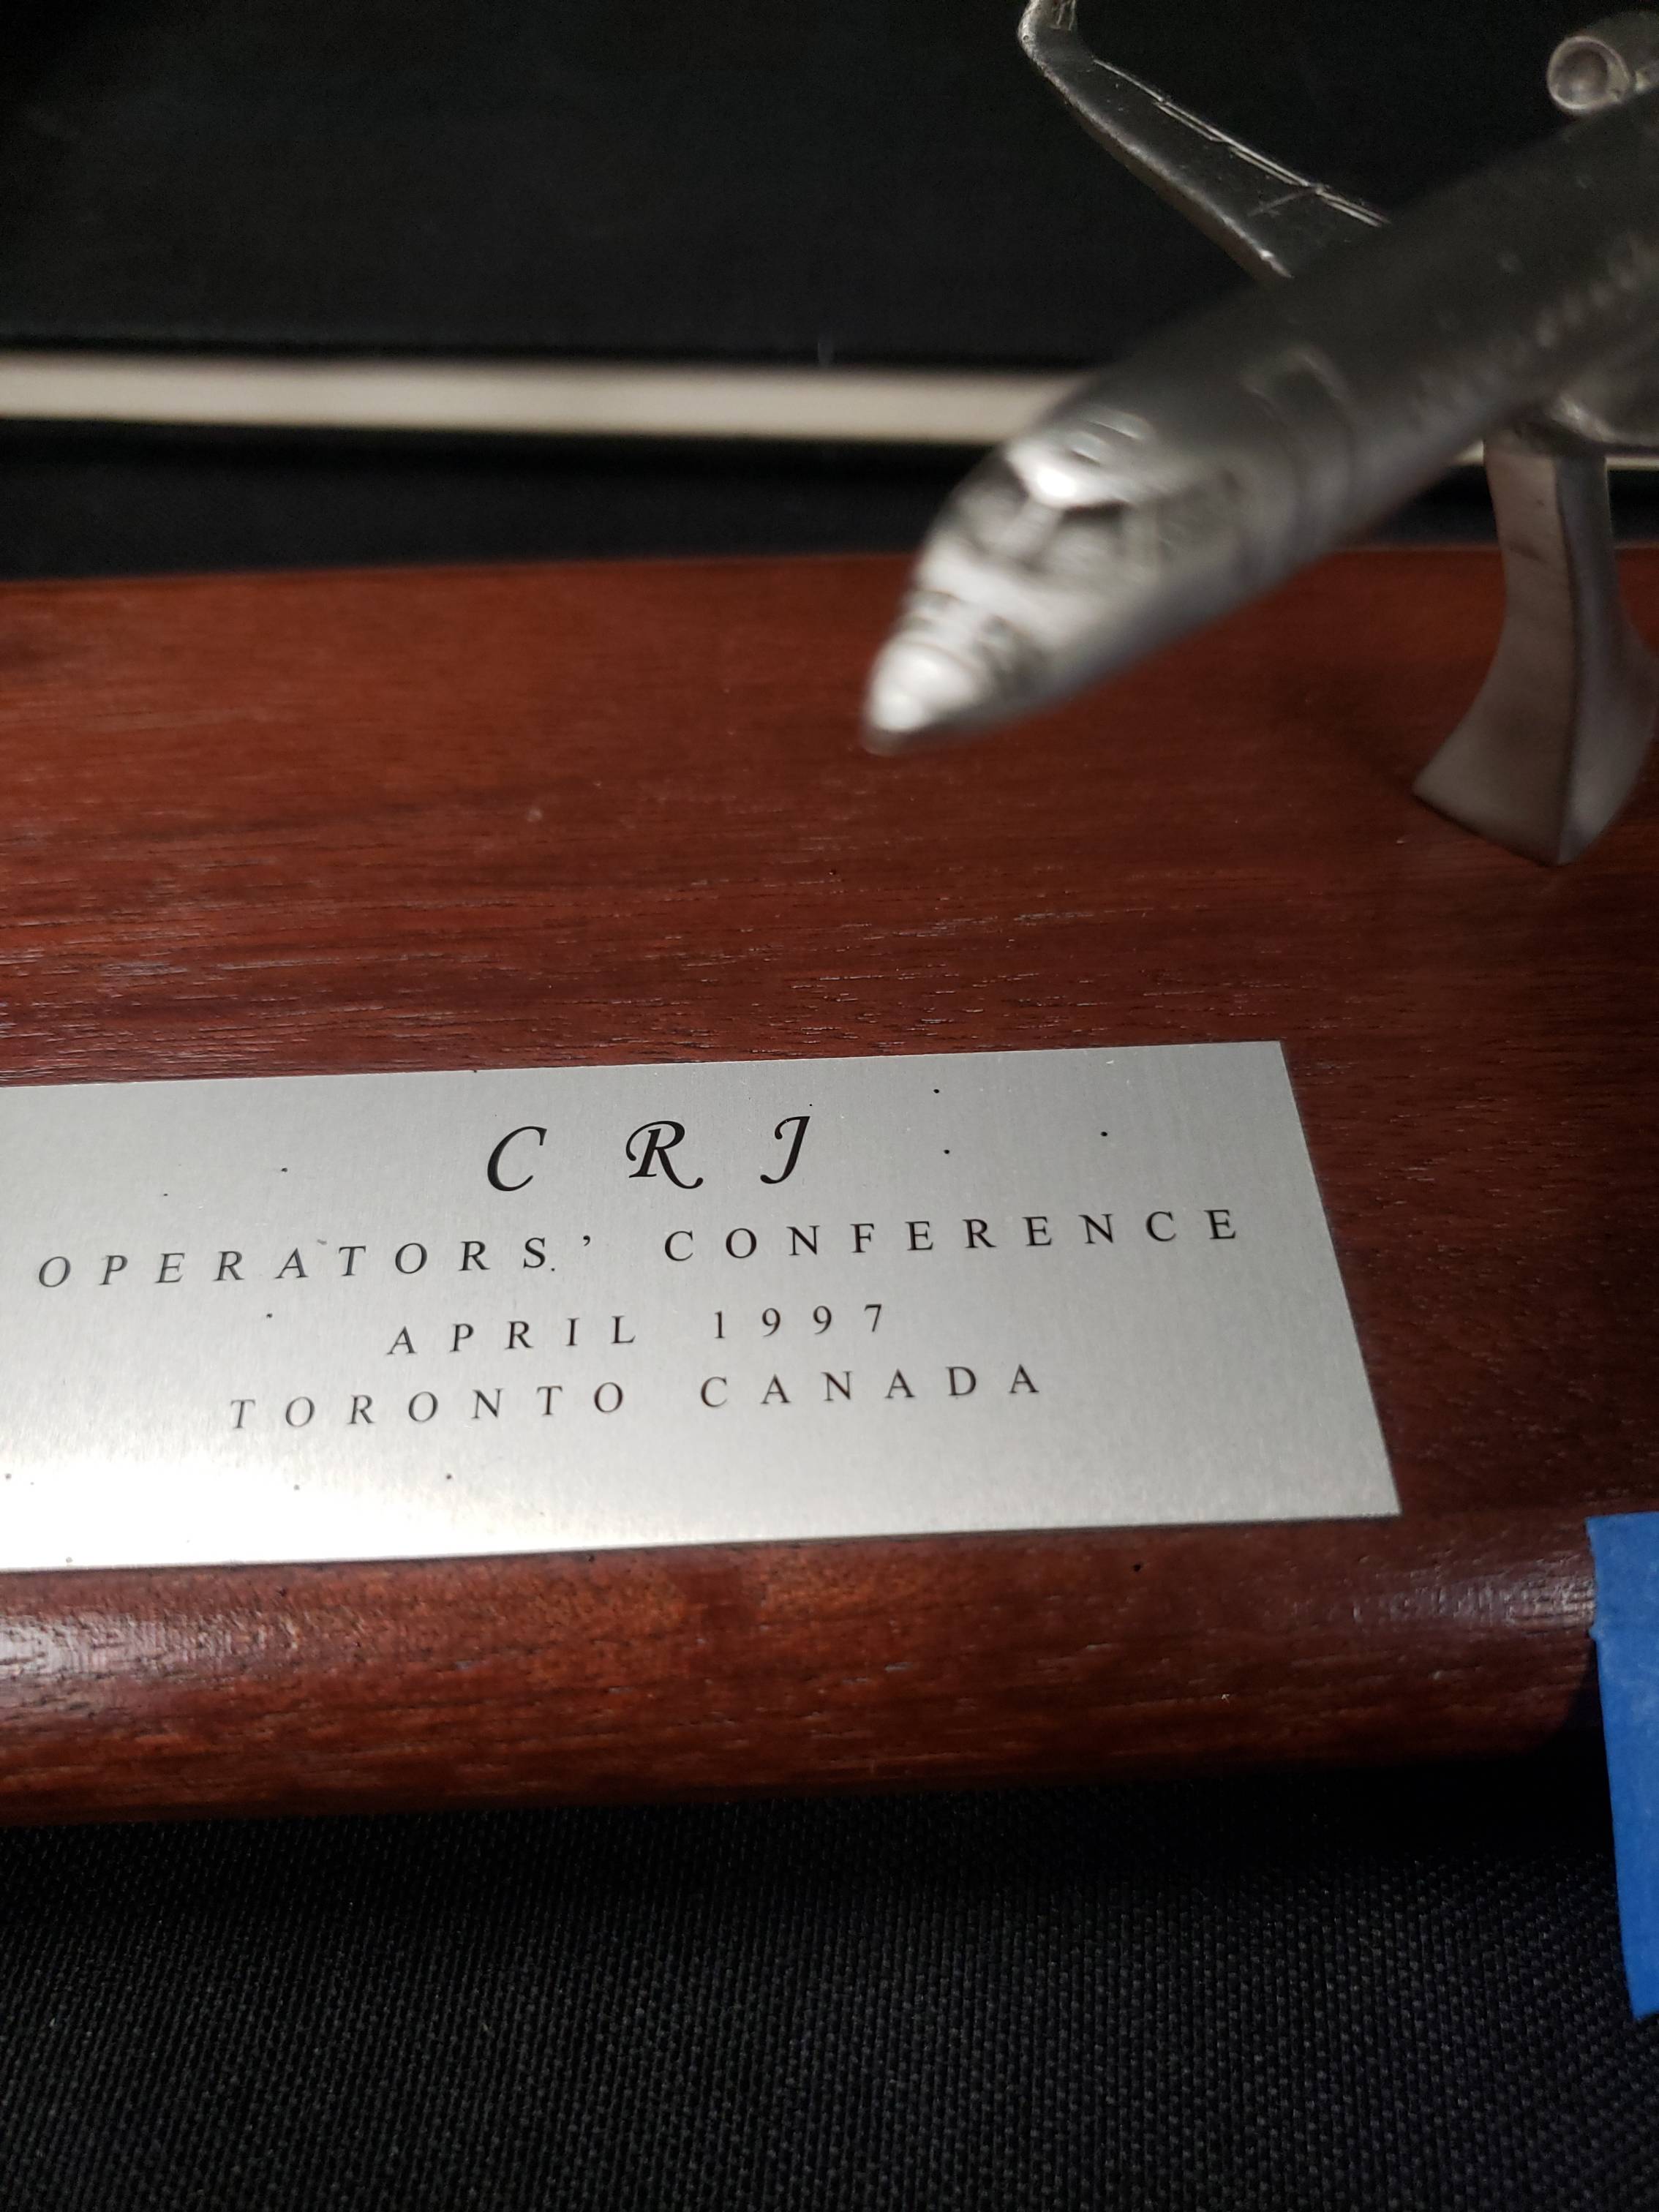 C R J
OPERATORS' CONFERENCE
APRIL 1997
TORONTO CANADA